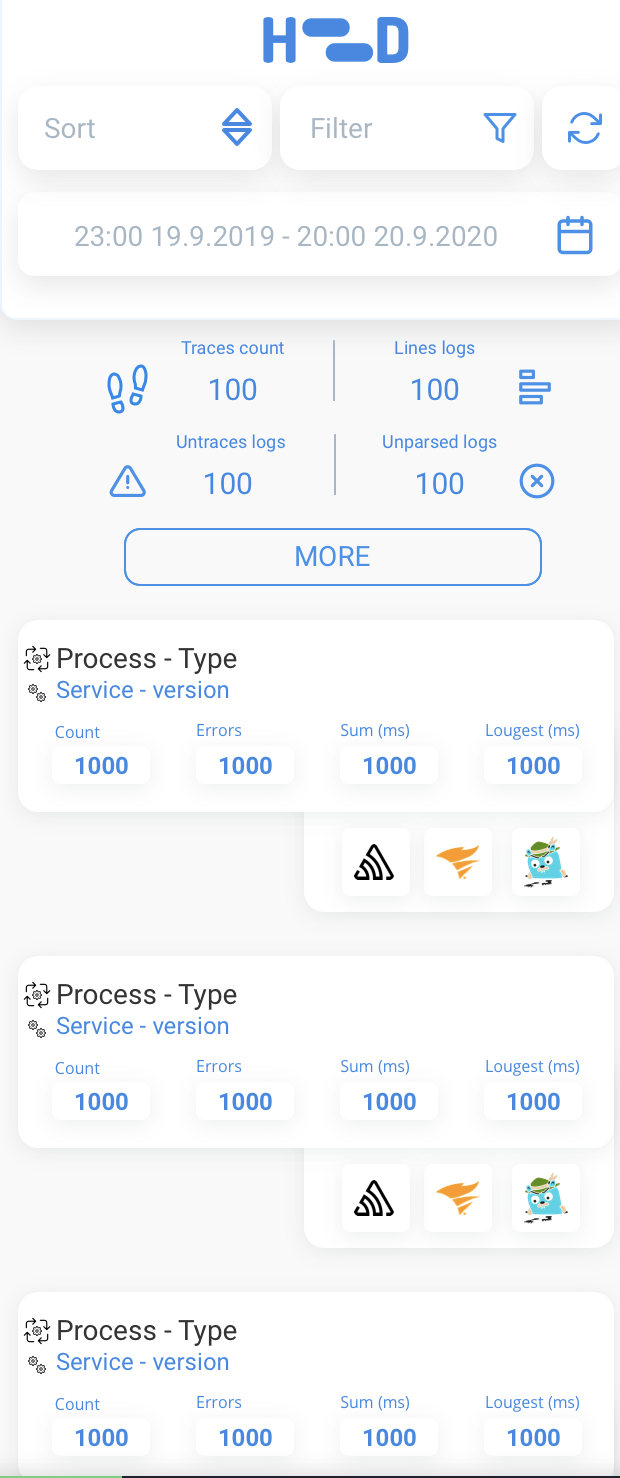 H D
Sort Filter
23:00 19.9.2019 - 20:00 20.9.2020
Traces count Lines logs
100 100
Untraces logs Unparsed logs
100 100
MORE
Process - Type
Service - version
Count Errors Sum (ms) Lougest (ms)
1000 1000 1000 1000
Process - Type
Service - version
Count Errors Sum (ms) Lougest (ms)
1000 1000 1000 1000
Process - Type
Service - version
Count Errors Sum (ms) Lougest (ms)
1000 1000 1000 1000